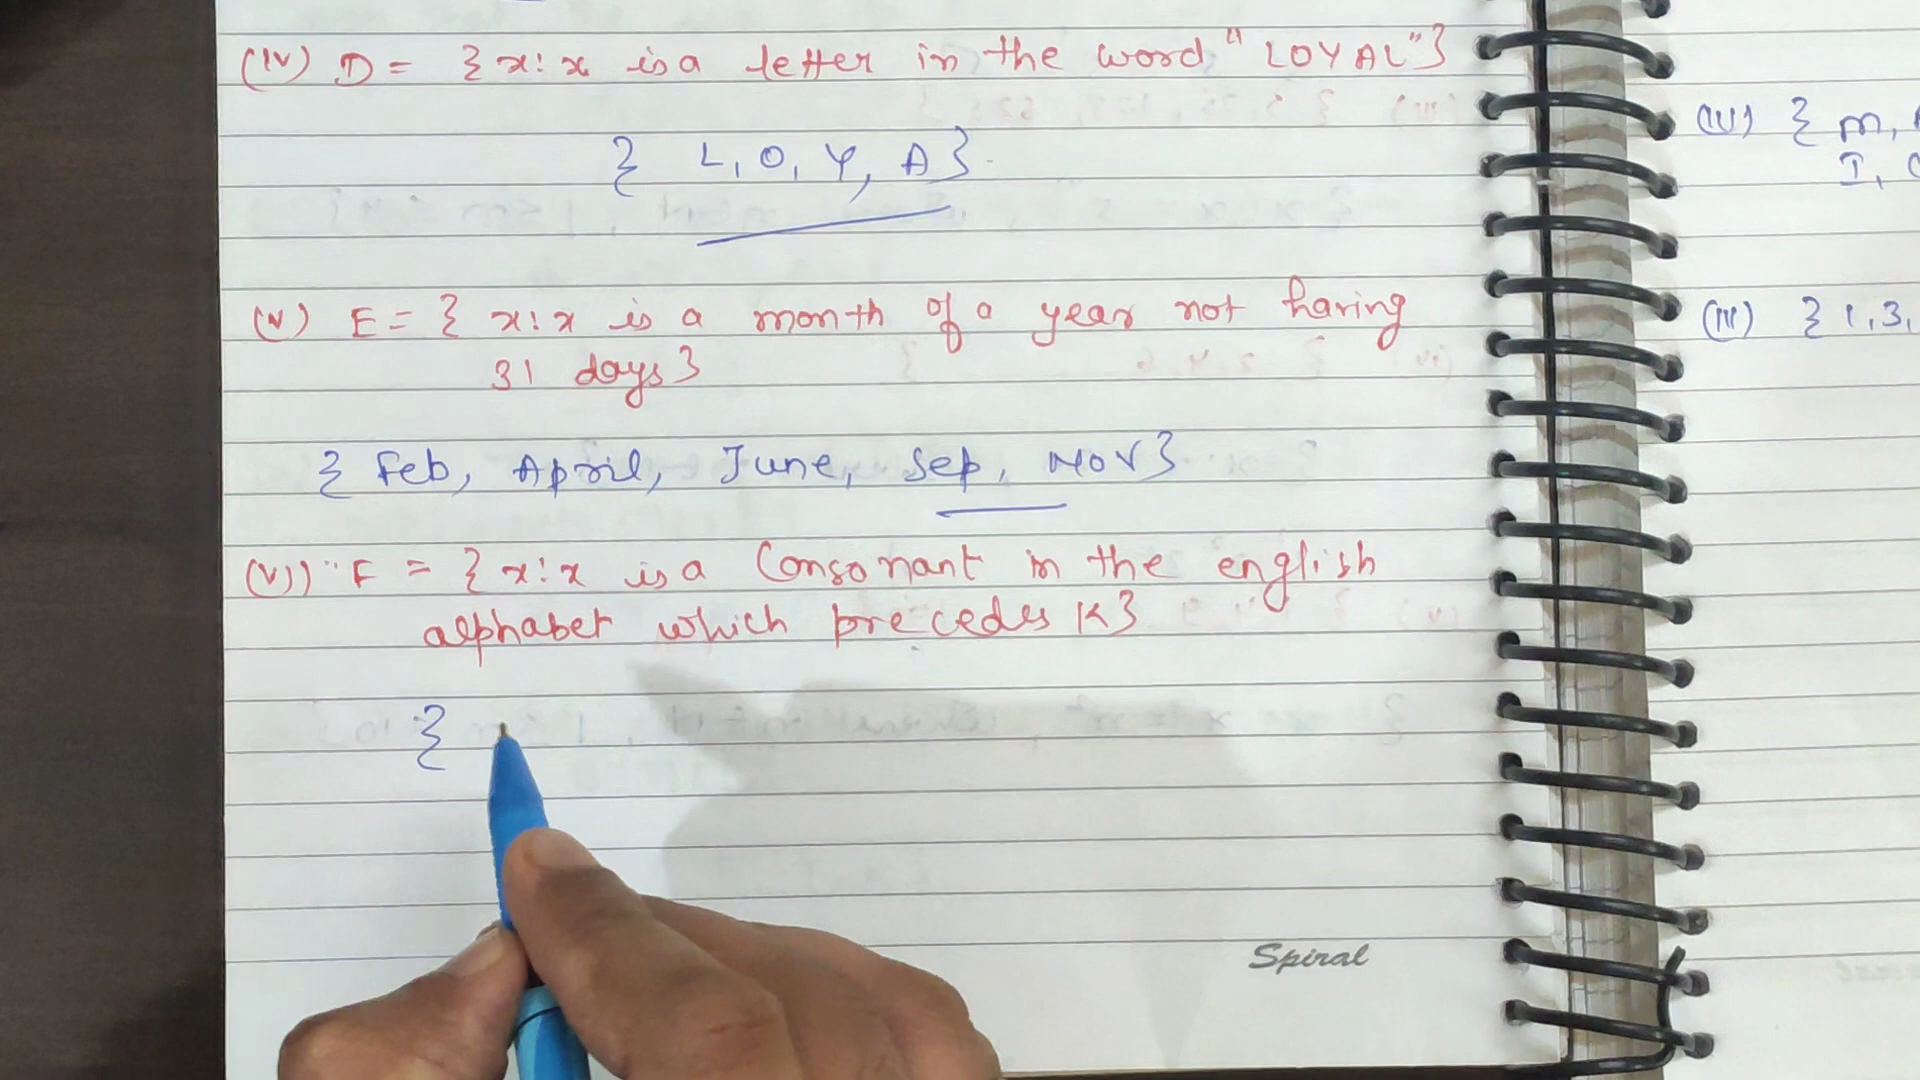 (iv) D = { x : x is a letter in the word "LOYAL"}
{ L, O, Y, A}
(v) E = { x : x is a month of a year not having
31 days}
{ Feb, April, June, Sep, Nov}
(vi) F = { x : x is a Consonant in the english
alphabet which precedes K}
{
Spiral
(iv) { m,
I,
(iii) { 1, 3,